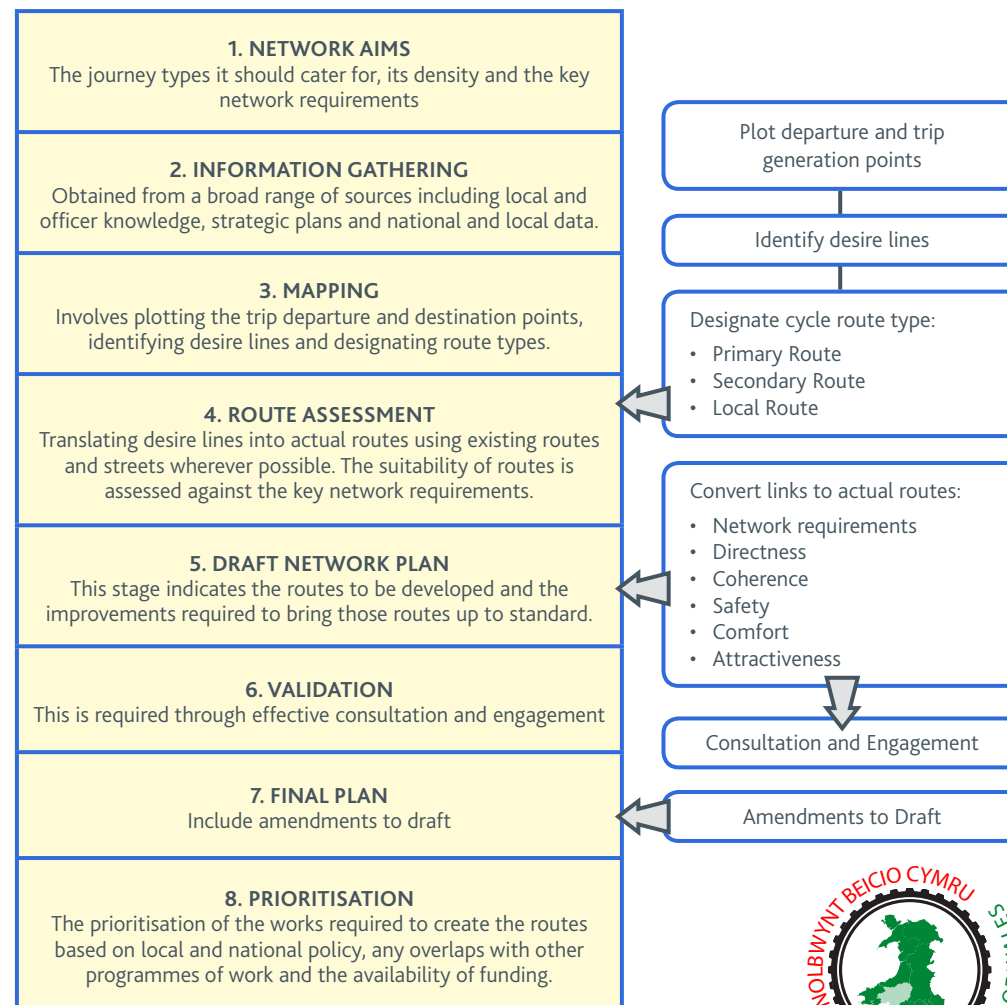 1. NETWORK AIMS
The journey types it should cater for, its density and the key
network requirements
2. INFORMATION GATHERING
Obtained from a broad range of sources including local and
officer knowledge, strategic plans and national and local data.
3. MAPPING
Involves plotting the trip departure and destination points,
identifying desire lines and designating route types.
4. ROUTE ASSESSMENT
Translating desire lines into actual routes using existing routes
and streets wherever possible. The suitability of routes is
assessed against the key network requirements.
5. DRAFT NETWORK PLAN
This stage indicates the routes to be developed and the
improvements required to bring those routes up to standard.
6. VALIDATION
This is required through effective consultation and engagement
7. FINAL PLAN
Include amendments to draft
8. PRIORITISATION
The prioritisation of the works required to create the routes
based on local and national policy, any overlaps with other
programmes of work and the availability of funding.
Plot departure and trip
generation points
Identify desire lines
Designate cycle route type:
• Primary Route
• Secondary Route
• Local Route
Convert links to actual routes:
• Network requirements
• Directness
• Coherence
• Safety
• Comfort
• Attractiveness
Consultation and Engagement
Amendments to Draft
NOLBWYNT BEICIO CYMRU